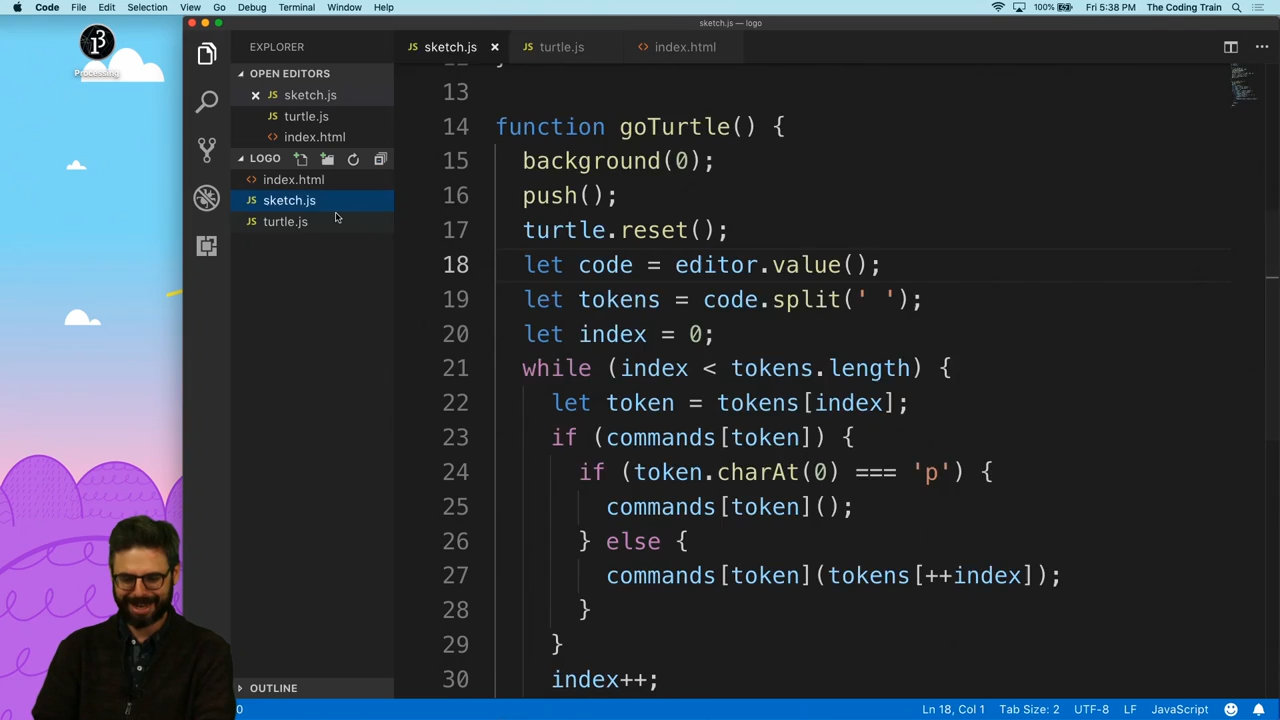 Code File Edit Selection View Go Debug Terminal Window Help 100% Fri 5:38 PM The Coding Train
sketch.js — logo
Processing
EXPLORER
OPEN EDITORS
sketch.js
turtle.js
index.html
LOGO
index.html
sketch.js
turtle.js
OUTLINE
sketch.js turtle.js index.html
13
14 function goTurtle() {
15 background(0);
16 push();
17 turtle.reset();
18 let code = editor.value();
19 let tokens = code.split(' ');
20 let index = 0;
21 while (index < tokens.length) {
22 let token = tokens[index];
23 if (commands[token]) {
24 if (token.charAt(0) === 'p') {
25 commands[token]();
26 } else {
27 commands[token](tokens[++index]);
28 }
29 }
30 index++;
0 Ln 18, Col 1 Tab Size: 2 UTF-8 LF JavaScript